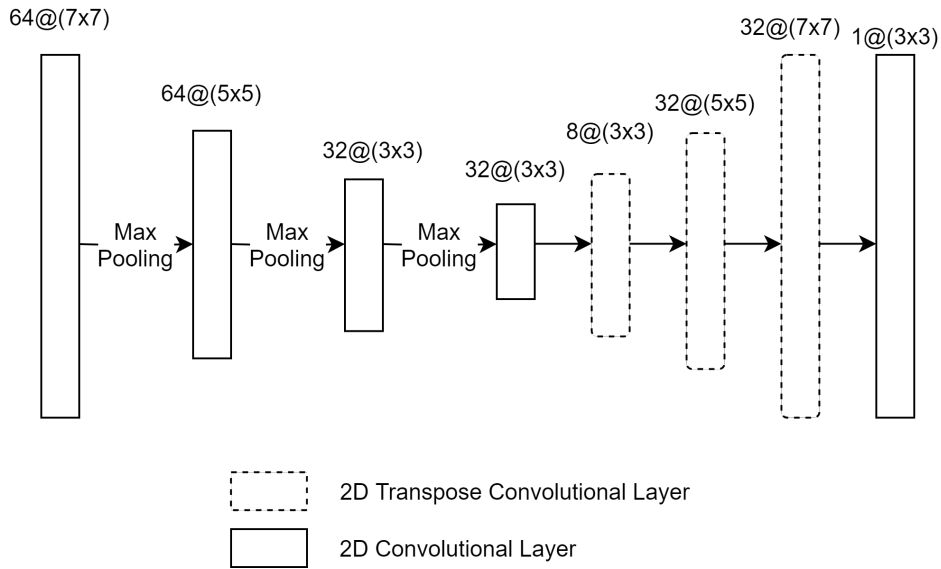 64@(7x7)
64@(5x5)
32@(3x3)
32@(3x3)
8@(3x3)
32@(5x5)
32@(7x7)
1@(3x3)
Max
Pooling
Max
Pooling
Max
Pooling
2D Transpose Convolutional Layer
2D Convolutional Layer